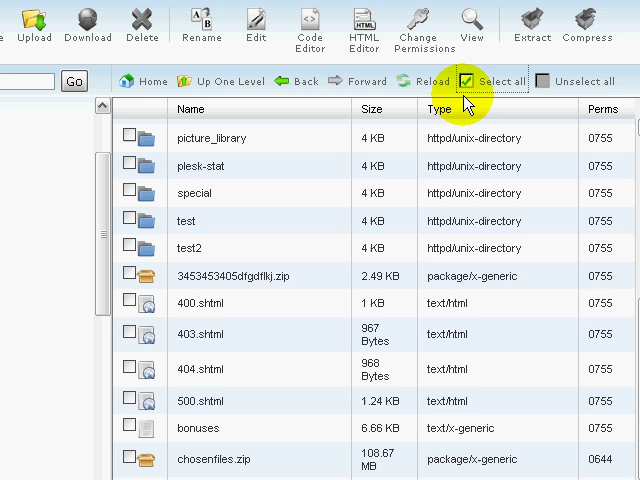 Upload Download Delete Rename Edit Code Editor HTML Editor Change Permissions View Extract Compress
Go Home Up One Level Back Forward Reload Select all Unselect all
Name Size Type Perms
picture_library 4 KB httpd/unix-directory 0755
plesk-stat 4 KB httpd/unix-directory 0755
special 4 KB httpd/unix-directory 0755
test 4 KB httpd/unix-directory 0755
test2 4 KB httpd/unix-directory 0755
3453453405dfgdflkj.zip 2.49 KB package/x-generic 0755
400.shtml 1 KB text/html 0755
403.shtml 967 Bytes text/html 0755
404.shtml 968 Bytes text/html 0755
500.shtml 1.24 KB text/html 0755
bonuses 6.66 KB text/x-generic 0755
chosenfiles.zip 108.67 MB package/x-generic 0644